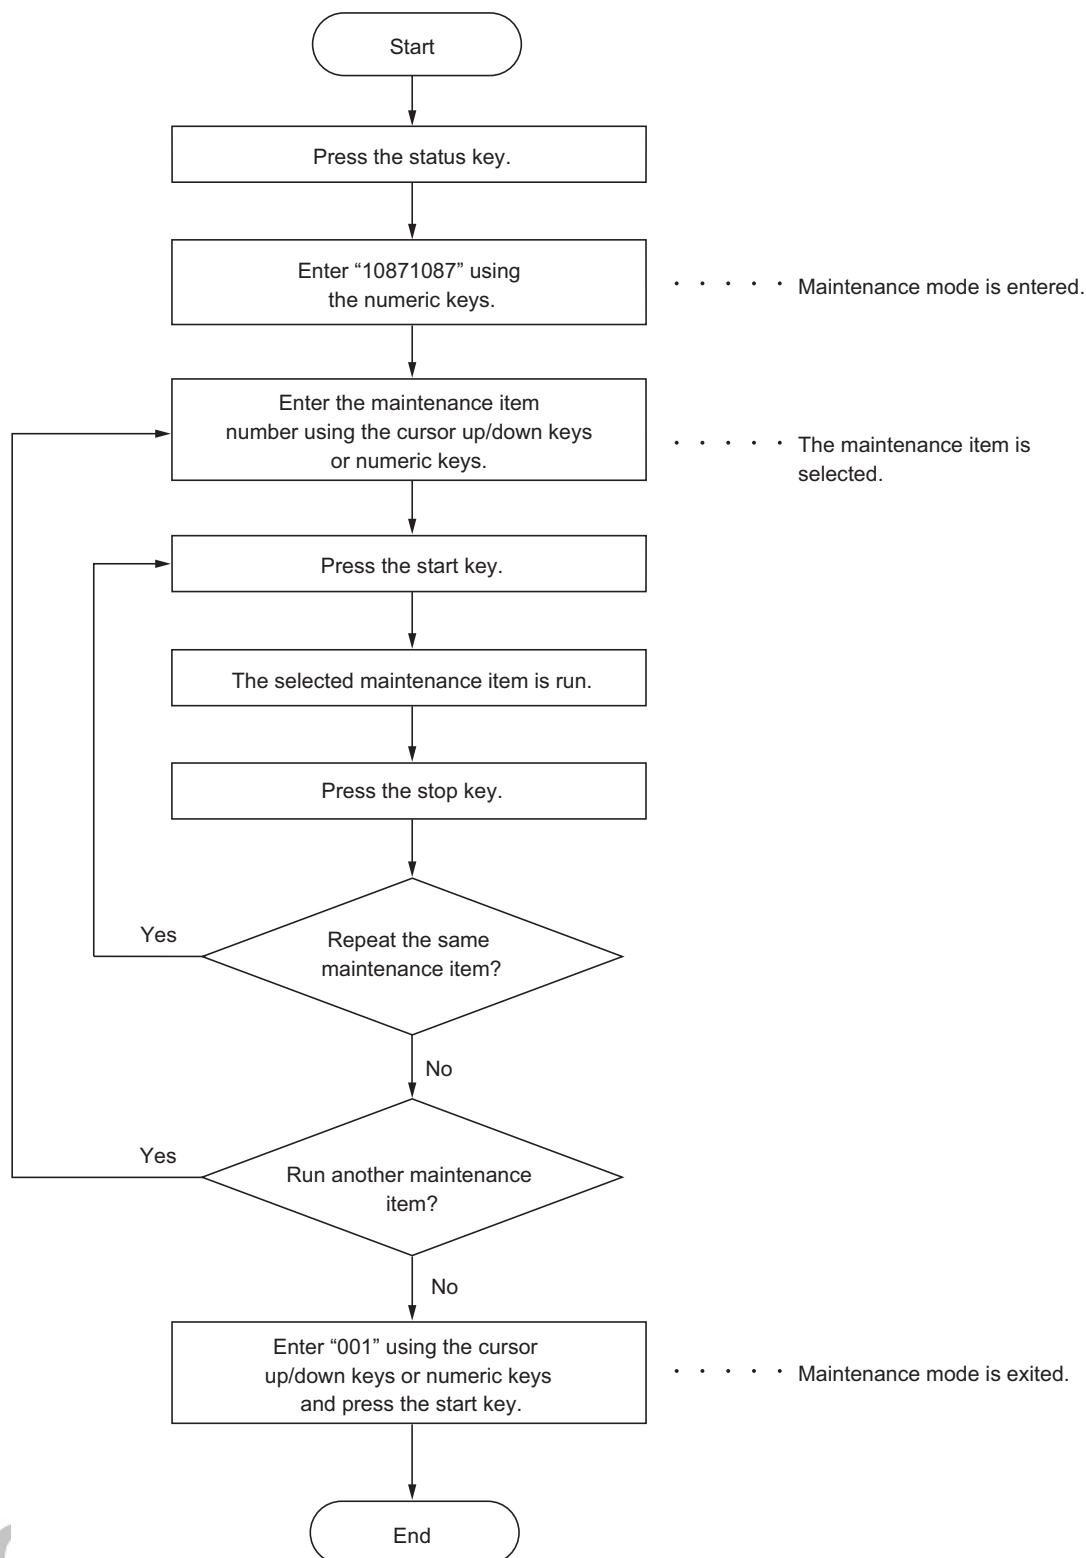 Start
Press the status key.
Enter “10871087” using
the numeric keys.
· · · · · Maintenance mode is entered.
Enter the maintenance item
number using the cursor up/down keys
or numeric keys.
· · · · · The maintenance item is
selected.
Press the start key.
The selected maintenance item is run.
Press the stop key.
Yes
Repeat the same
maintenance item?
No
Yes
Run another maintenance
item?
No
Enter “001” using the cursor
up/down keys or numeric keys
and press the start key.
· · · · · Maintenance mode is exited.
End